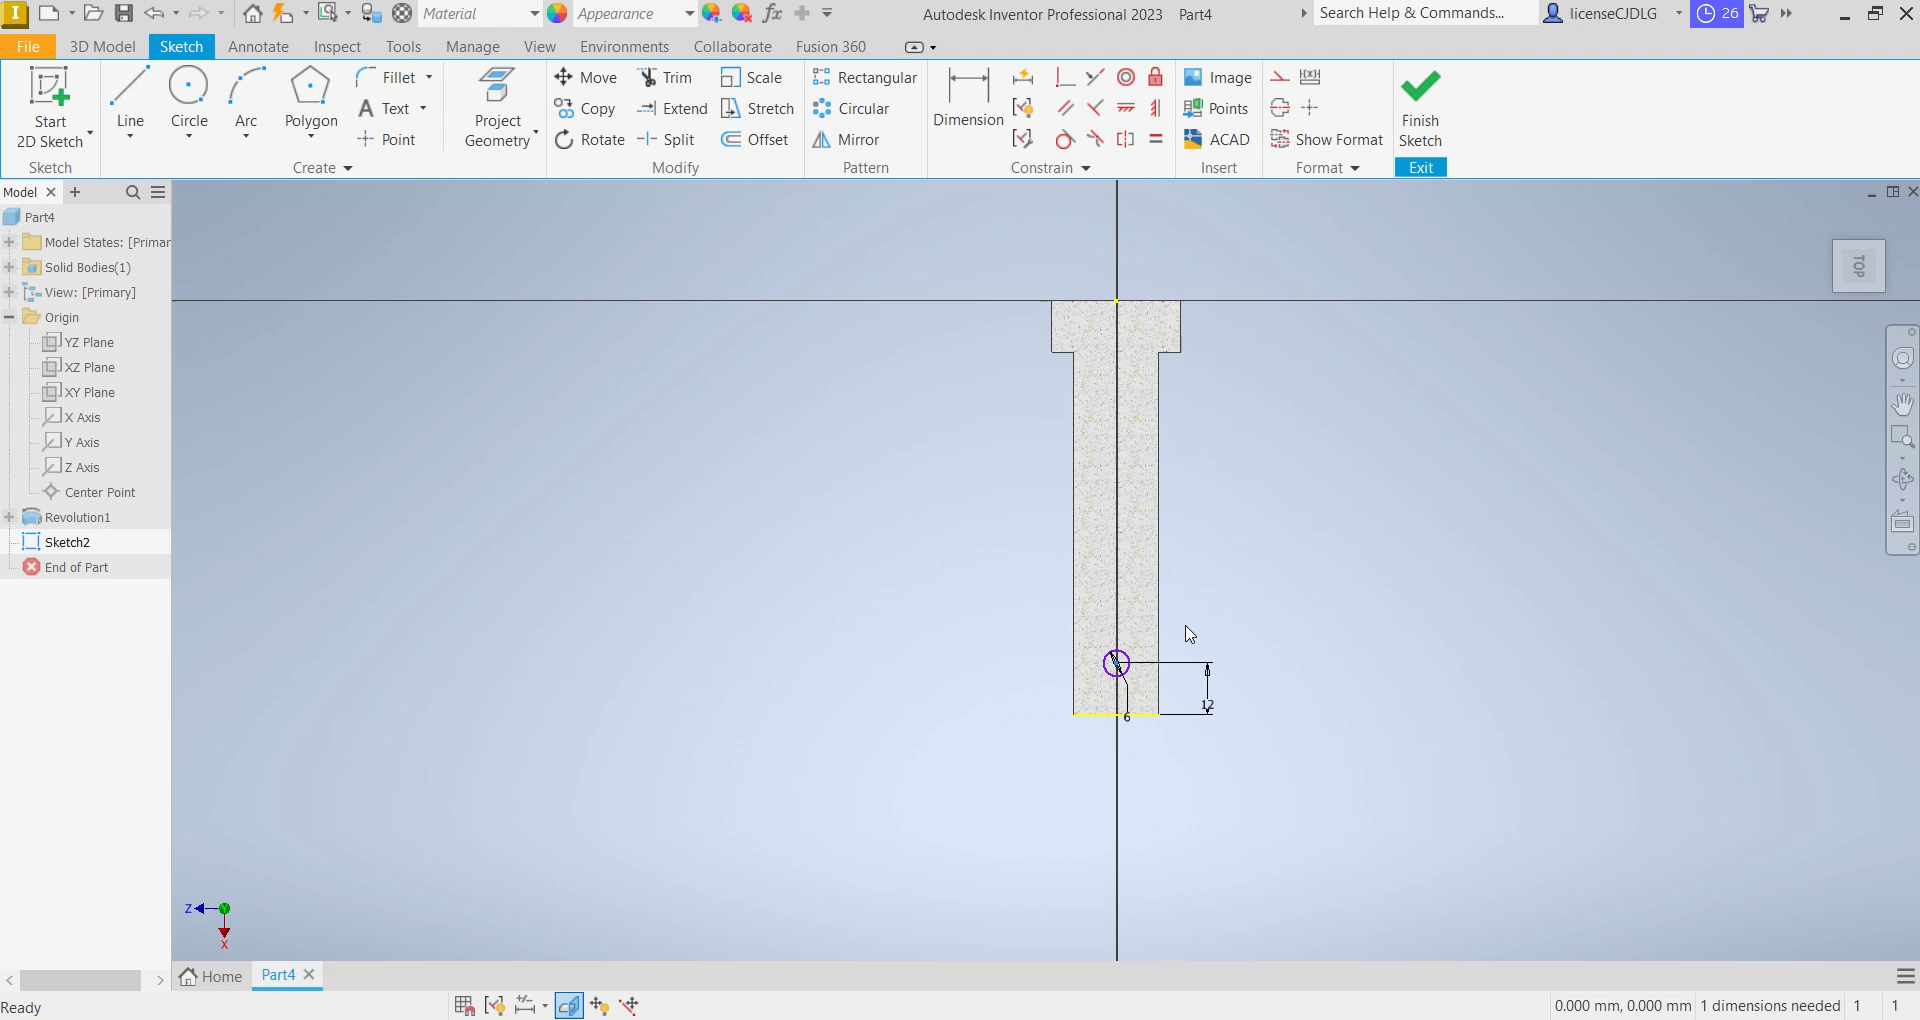 Material
Appearance
Autodesk Inventor Professional 2023 Part4
Search Help & Commands...
licenseCJDLG
26
File
3D Model
Sketch
Annotate
Inspect
Tools
Manage
View
Environments
Collaborate
Fusion 360
Start
2D Sketch
Line
Circle
Arc
Polygon
Fillet
Text
Point
Project
Geometry
Move
Copy
Rotate
Trim
Extend
Split
Scale
Stretch
Offset
Rectangular
Circular
Mirror
Dimension
Image
Points
ACAD
Show Format
Finish
Sketch
Sketch
Create
Modify
Pattern
Constrain
Insert
Format
Exit
Model
Part4
Model States: [Primar
Solid Bodies(1)
View: [Primary]
Origin
YZ Plane
XZ Plane
XY Plane
X Axis
Y Axis
Z Axis
Center Point
Revolution1
Sketch2
End of Part
TOP
12
6
Z
Y
X
Home
Part4
Ready
0.000 mm, 0.000 mm
1 dimensions needed
1
1